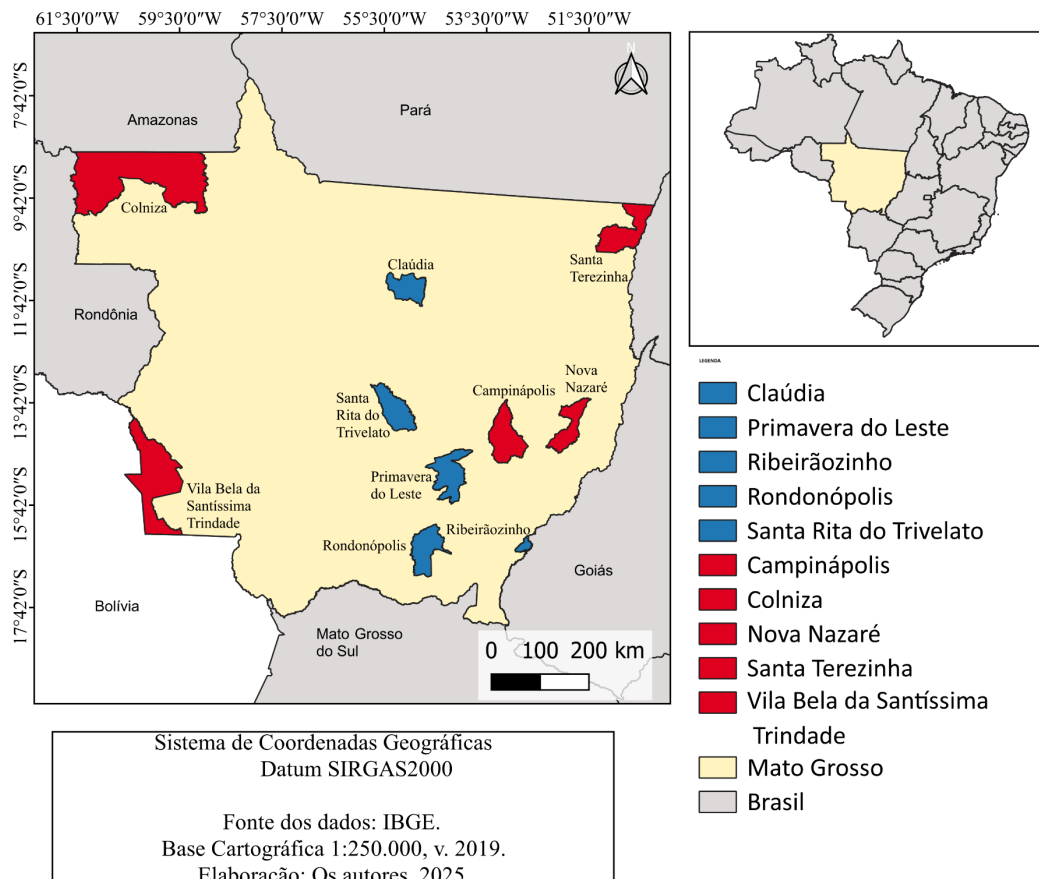 61°30'0"W 59°30'0"W 57°30'0"W 55°30'0"W 53°30'0"W 51°30'0"W
7°42'0"S
9°42'0"S
11°42'0"S
13°42'0"S
15°42'0"S
17°42'0"S
N
Amazonas
Pará
Colniza
Santa
Terezinha
Claúdia
Rondônia
Nova
Nazaré
Campinápolis
Santa
Rita do
Trivelato
Primavera
do Leste
Vila Bela da
Santíssima
Trindade
Ribeirãozinho
Rondonópolis
Goiás
Bolívia
Mato Grosso
do Sul
0 100 200 km
LEGENDA
Claúdia
Primavera do Leste
Ribeirãozinho
Rondonópolis
Santa Rita do Trivelato
Campinápolis
Colniza
Nova Nazaré
Santa Terezinha
Vila Bela da Santíssima
Trindade
Mato Grosso
Brasil
Sistema de Coordenadas Geográficas
Datum SIRGAS2000
Fonte dos dados: IBGE.
Base Cartográfica 1:250.000, v. 2019.
Elaboração: Os autores, 2025